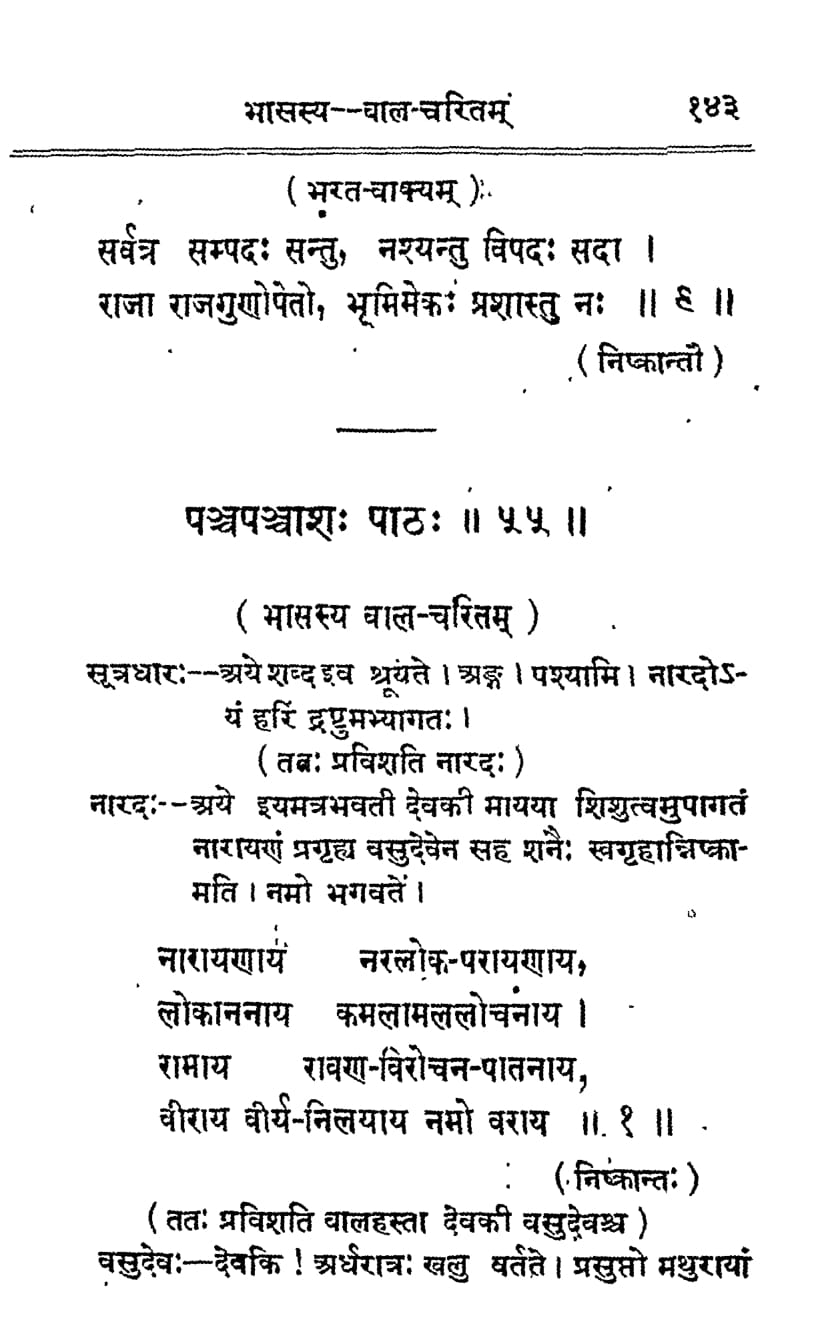 भासस्य--वाल-चरितम् १४३
( भरत-वाक्यम् )
सर्वत्र सम्पदः सन्तु, नश्यन्तु विपदः सदा ।
राजा राजगुणोपेतो, भूमिमेकः प्रशास्तु नः ॥ ६ ॥
( निष्कान्तौ )
पञ्चपञ्चाशः पाठः ॥ ५५ ॥
( भासस्य वाल-चरितम् )
सूत्रधारः--अये शब्द इव श्रूयते । अङ्ग । पश्यामि । नारदोऽ-
यं हरिं द्रष्टुमभ्यागतः ।
( ततः प्रविशति नारदः )
नारदः--अये इयमत्रभवती देवकी मायया शिशुत्वमुपागतं
नारायणं प्रगृह्य वसुदेवेन सह शनैः स्वगृहान्निष्का-
मति । नमो भगवते ।
नारायणाय नरलोक-परायणाय,
लोकाननाय कमलामललोचनाय ।
रामाय रावण-विरोचन-पातनाय,
वीराय वीर्य-निलयाय नमो वराय ॥ १ ॥
( निष्कान्तः )
( ततः प्रविशति वालहस्ता देवकी वसुदेवश्च )
वसुदेवः—देवकि ! अर्धरात्रः खलु वर्तते । प्रसुप्तो मथुरायां